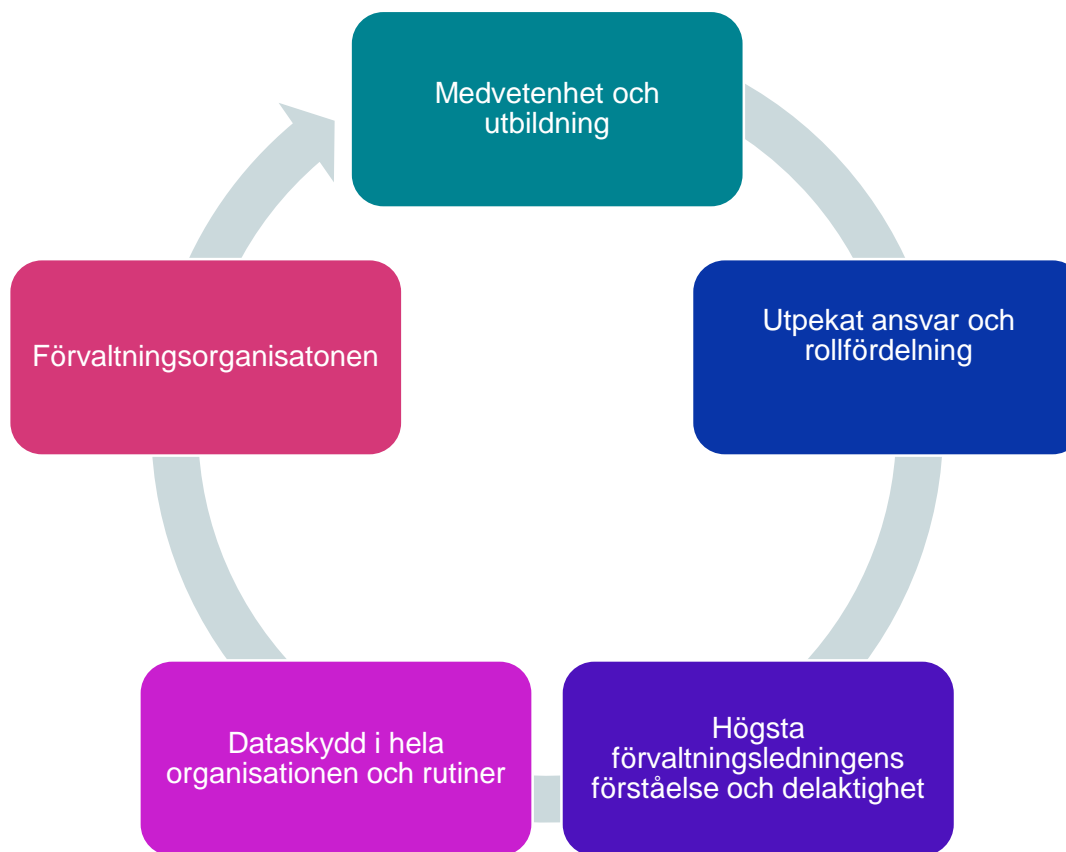 Medvetenhet och
utbildning
Utpekat ansvar och
rollfördelning
Högsta
förvaltningsledningens
förståelse och delaktighet
Dataskydd i hela
organisationen och rutiner
Förvaltningsorganisatonen